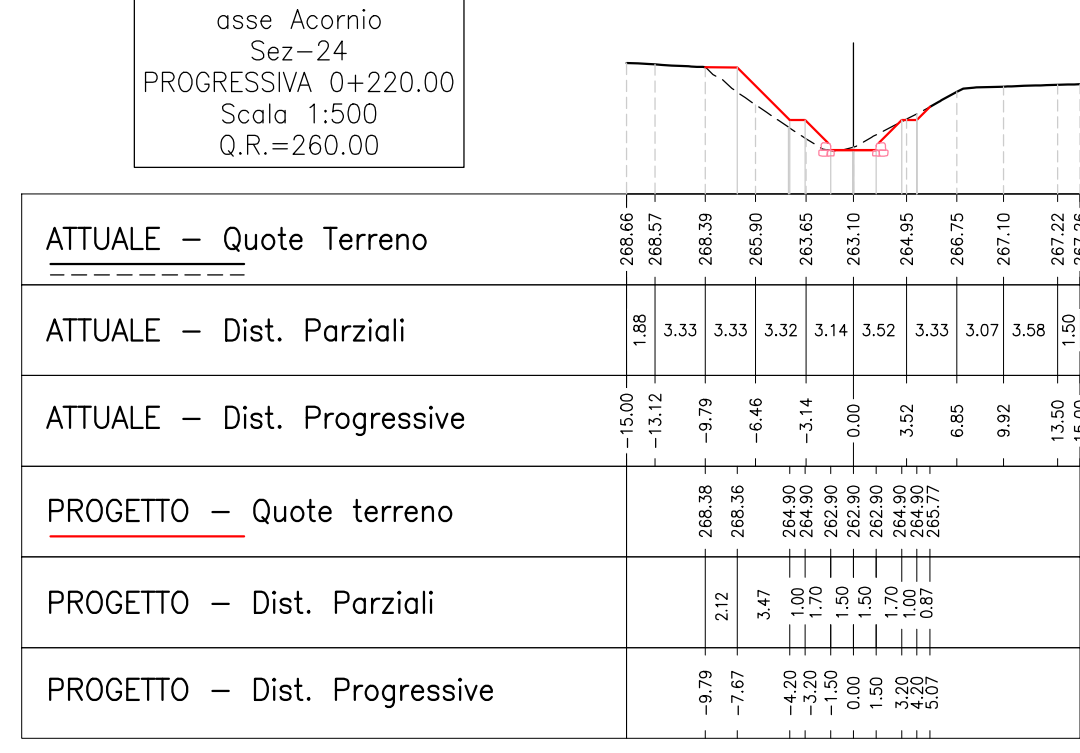 asse Acornio
Sez-24
PROGRESSIVA 0+220.00
Scala 1:500
Q.R.=260.00
ATTUALE - Quote Terreno 268.66 268.57 268.39 265.90 263.65 263.10 264.95 266.75 267.10 267.22 267.26
ATTUALE - Dist. Parziali 1.88 3.33 3.33 3.32 3.14 3.52 3.33 3.07 3.58 1.50
ATTUALE - Dist. Progressive -15.00 -13.12 -9.79 -6.46 -3.14 0.00 3.52 6.85 9.92 13.50 15.00
PROGETTO - Quote terreno 268.38 268.36 264.90 264.90 262.90 262.90 262.90 264.90 264.90 265.77
PROGETTO - Dist. Parziali 2.12 3.47 1.00 1.70 1.50 1.50 1.70 1.00 0.87
PROGETTO - Dist. Progressive -9.79 -7.67 -4.20 -3.20 -1.50 0.00 1.50 3.20 4.20 5.07